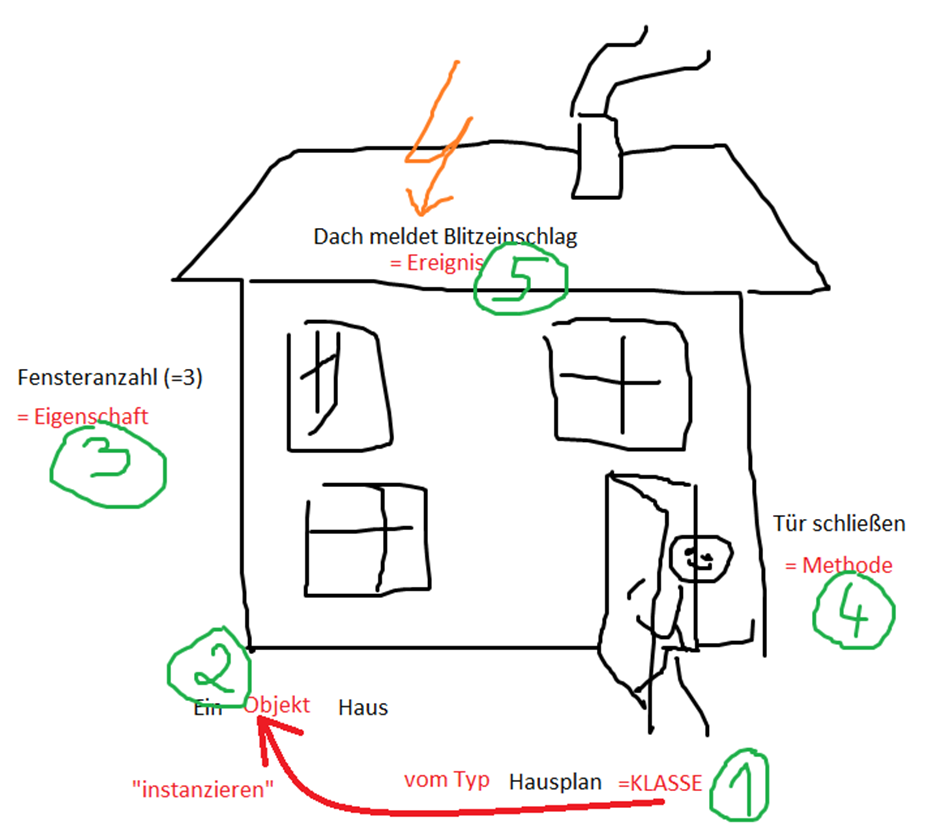 Dach meldet Blitzeinschlag
= Ereignis
5
Fensteranzahl (=3)
= Eigenschaft
3
Tür schließen
= Methode
4
2
Ein Objekt Haus
"instanzieren" vom Typ Hausplan =KLASSE
1